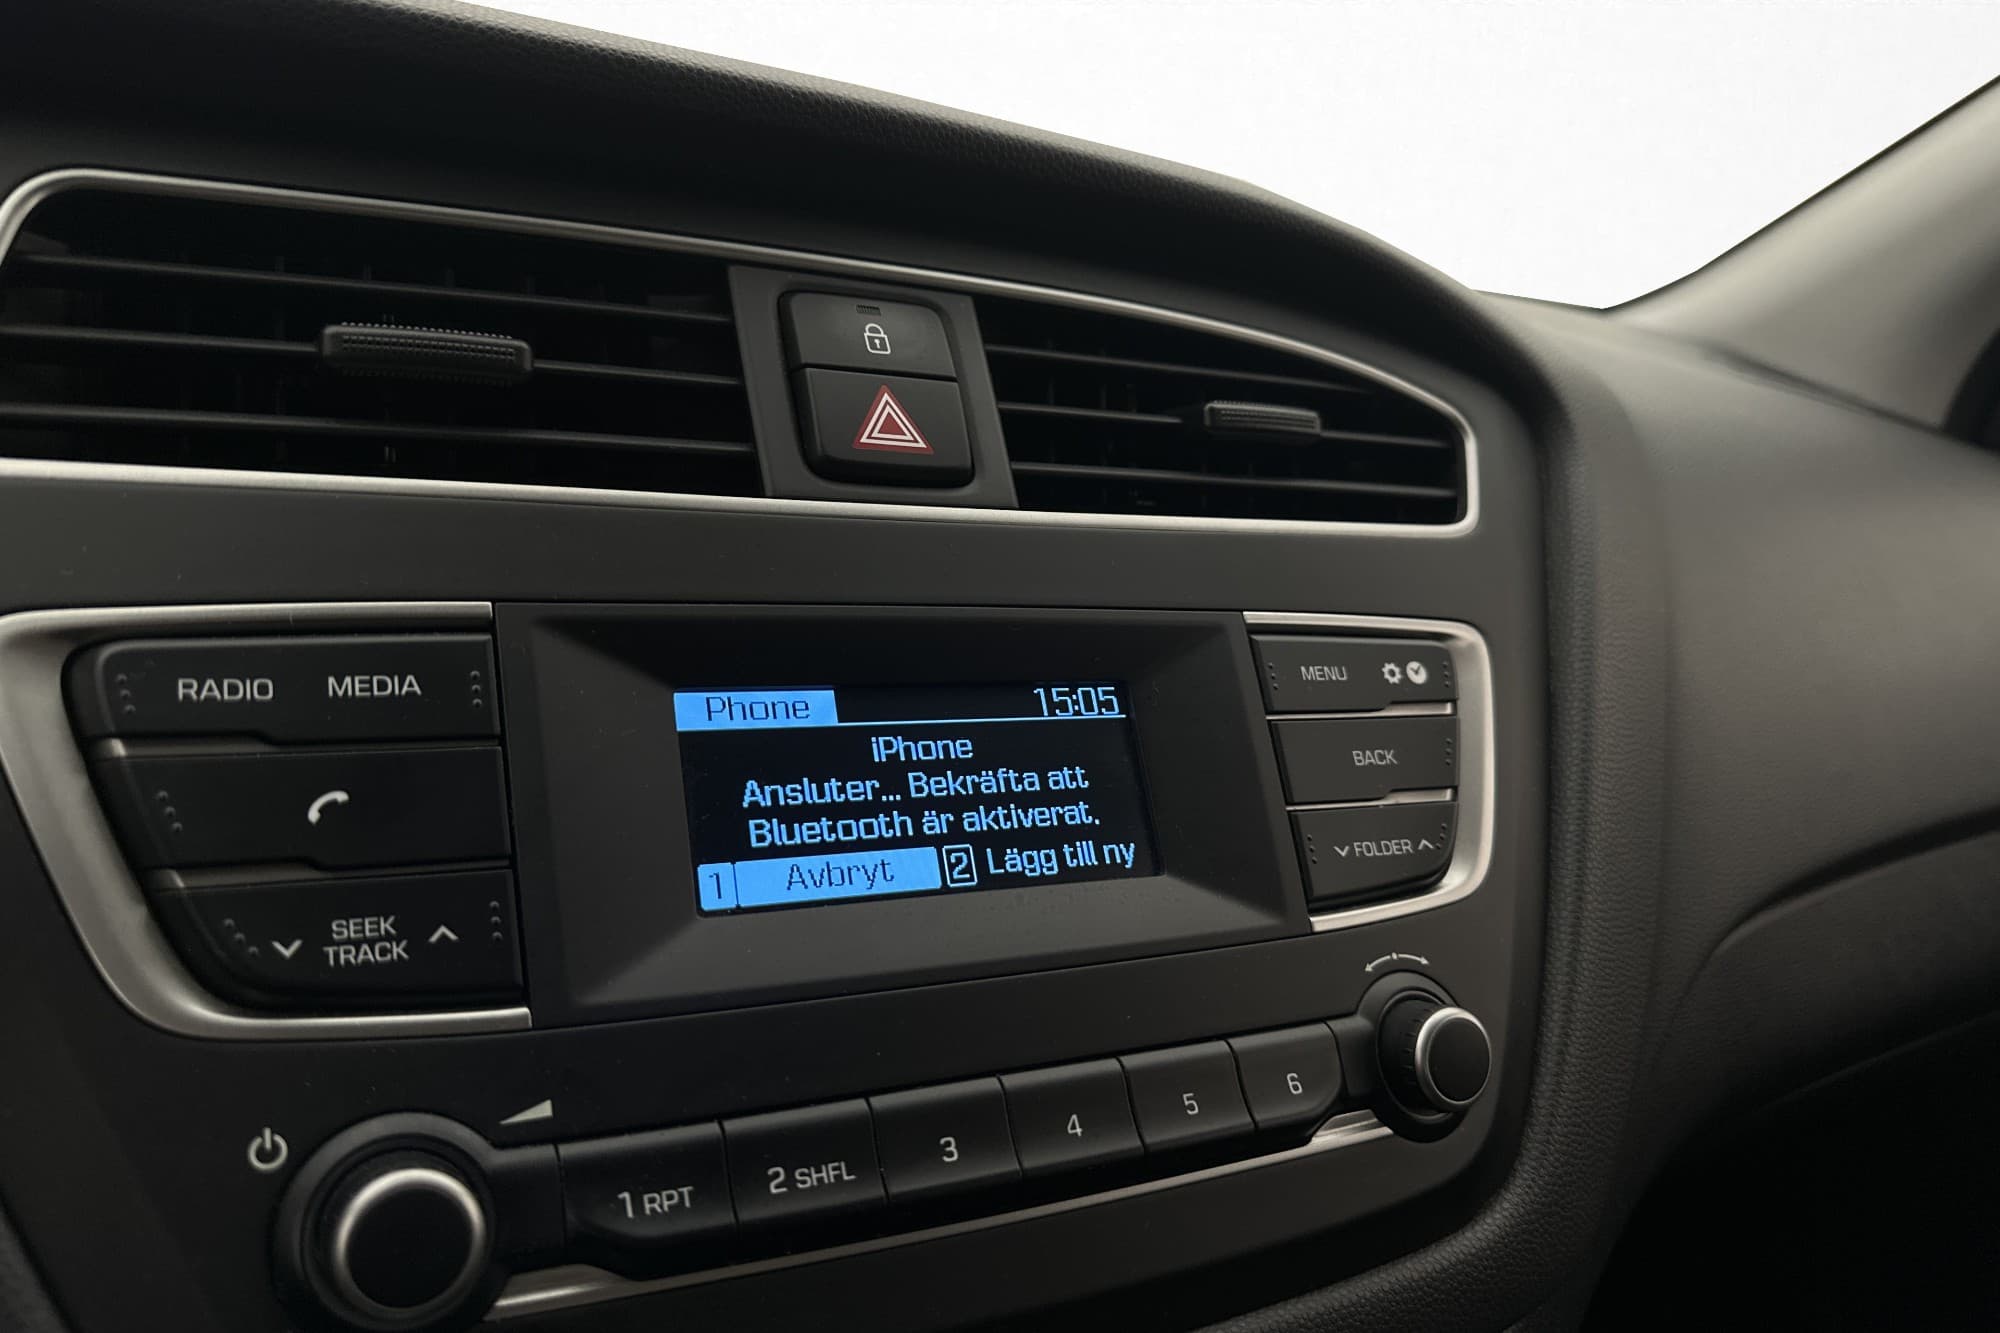 RADIO MEDIA
SEEK
TRACK
Phone 15:05
iPhone
Ansluter... Bekräfta att
Bluetooth är aktiverat.
1 Avbryt 2 Lägg till ny
MENU
BACK
FOLDER
1 RPT 2 SHFL 3 4 5 6